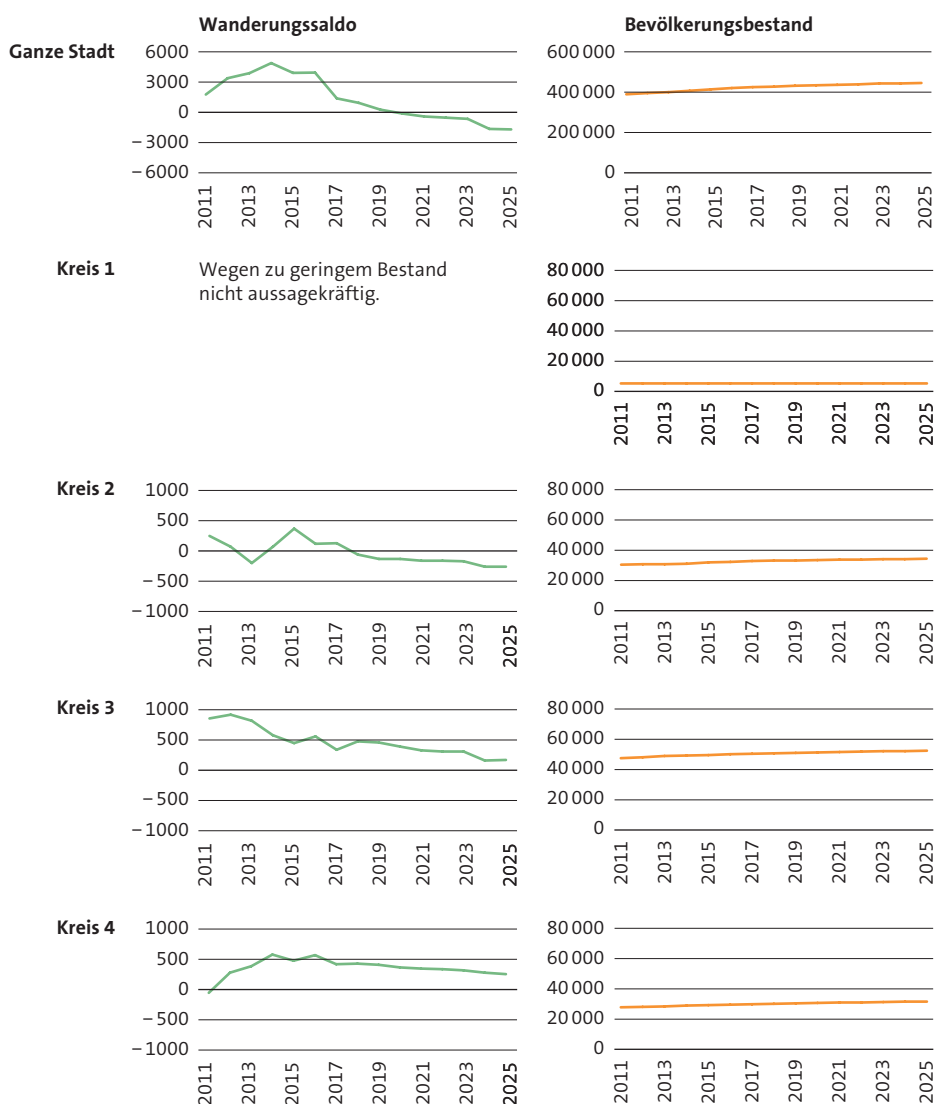 Wanderungssaldo Bevölkerungsbestand
Ganze Stadt
6000
3000
0
–3000
–6000
2011 2013 2015 2017 2019 2021 2023 2025
600 000
400 000
200 000
0
2011 2013 2015 2017 2019 2021 2023 2025
Kreis 1
Wegen zu geringem Bestand
nicht aussagekräftig.
80 000
60 000
40 000
20 000
0
2011 2013 2015 2017 2019 2021 2023 2025
Kreis 2
1000
500
0
–500
–1000
2011 2013 2015 2017 2019 2021 2023 2025
80 000
60 000
40 000
20 000
0
2011 2013 2015 2017 2019 2021 2023 2025
Kreis 3
1000
500
0
–500
–1000
2011 2013 2015 2017 2019 2021 2023 2025
80 000
60 000
40 000
20 000
0
2011 2013 2015 2017 2019 2021 2023 2025
Kreis 4
1000
500
0
–500
–1000
2011 2013 2015 2017 2019 2021 2023 2025
80 000
60 000
40 000
20 000
0
2011 2013 2015 2017 2019 2021 2023 2025